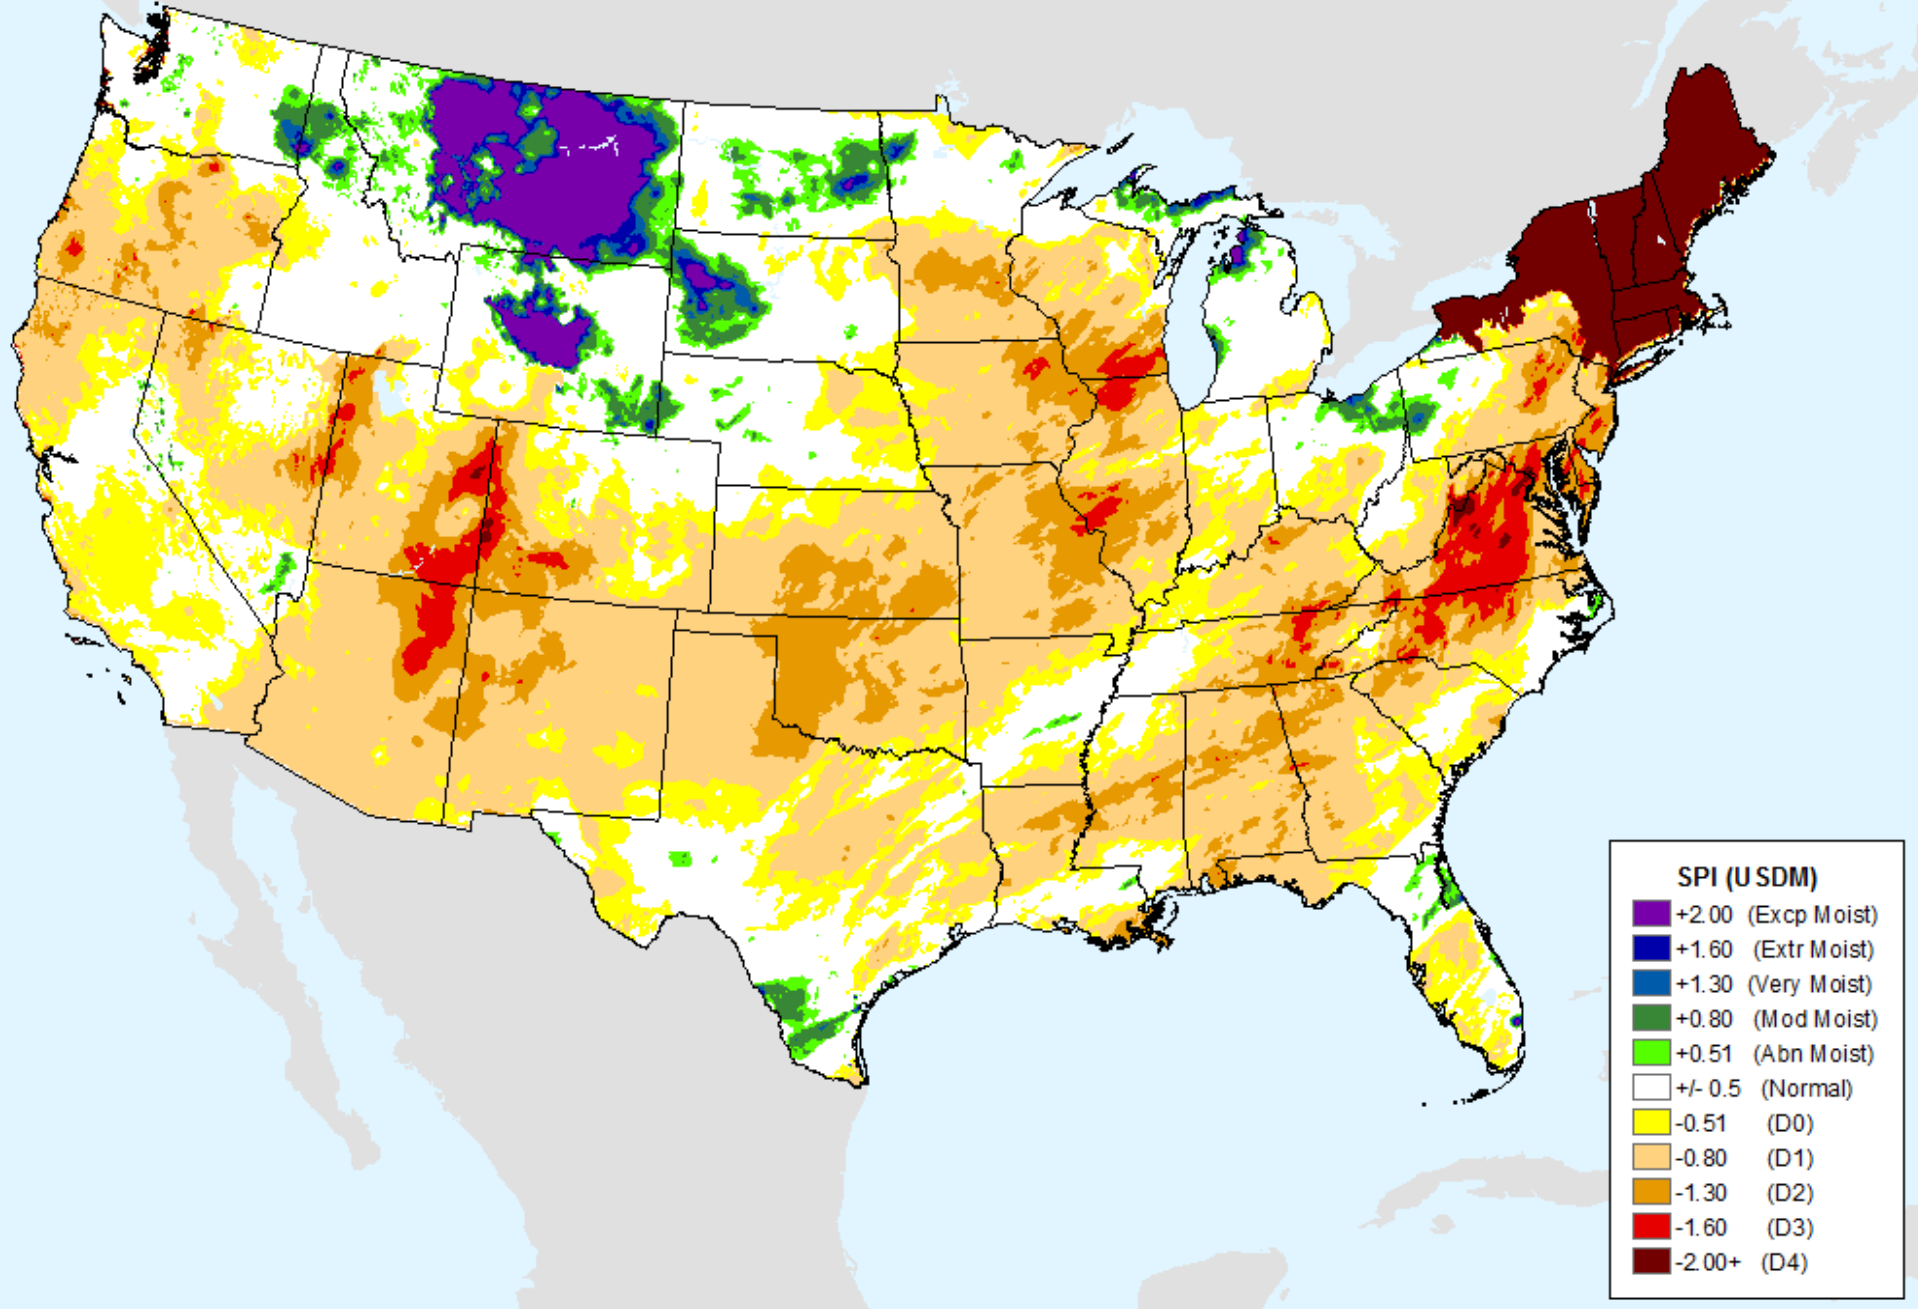 SPI (USDM)
+2.00 (Excp Moist)
+1.60 (Extr Moist)
+1.30 (Very Moist)
+0.80 (Mod Moist)
+0.51 (Abn Moist)
+/- 0.5 (Normal)
-0.51 (D0)
-0.80 (D1)
-1.30 (D2)
-1.60 (D3)
-2.00+ (D4)